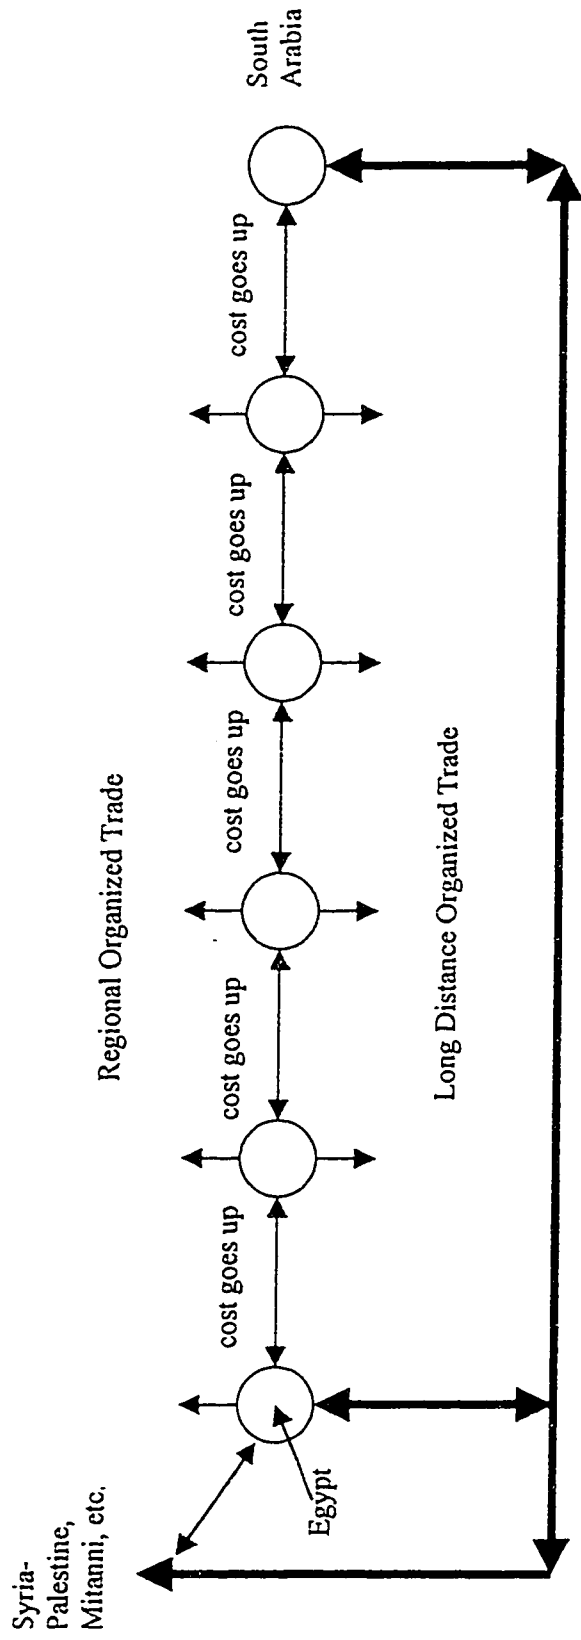 Syria-
Palestine,
Mitanni, etc.
Regional Organized Trade
cost goes up
cost goes up
cost goes up
cost goes up
cost goes up
South
Arabia
Egypt
Long Distance Organized Trade